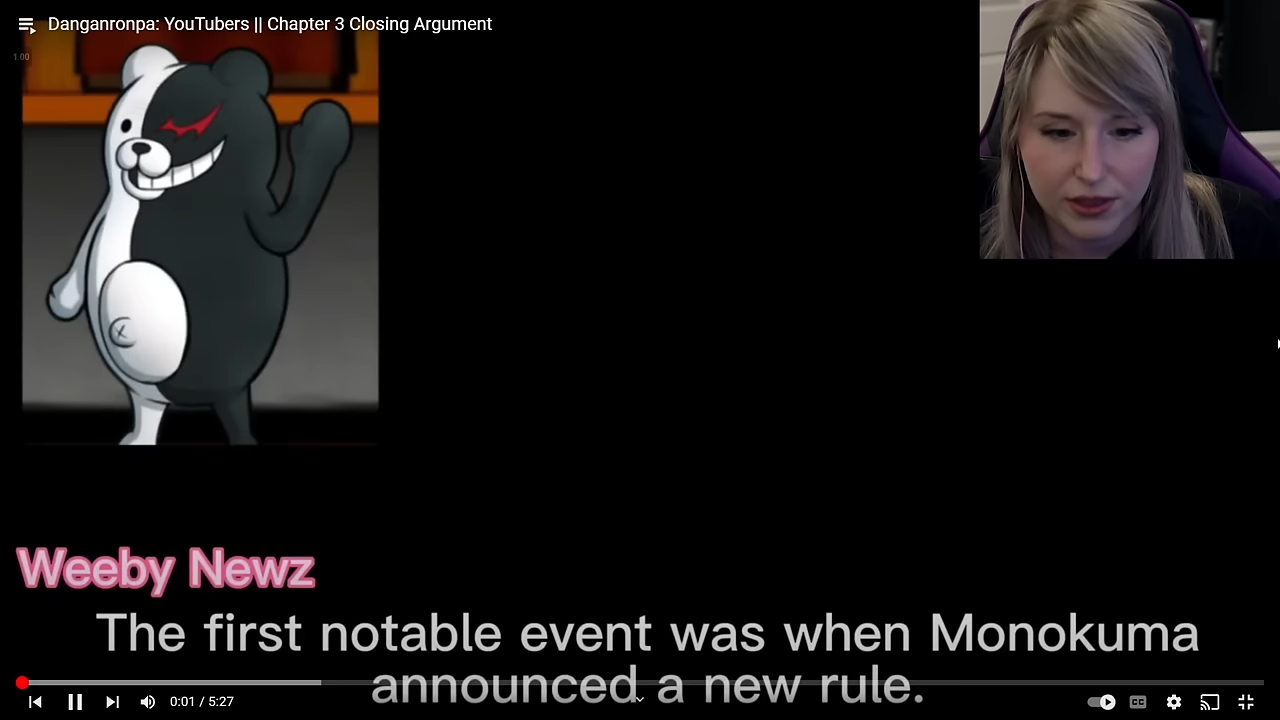 Danganronpa: YouTubers || Chapter 3 Closing Argument
1.00
Weeby Newz
The first notable event was when Monokuma
announced a new rule.
0:01 / 5:27
CC